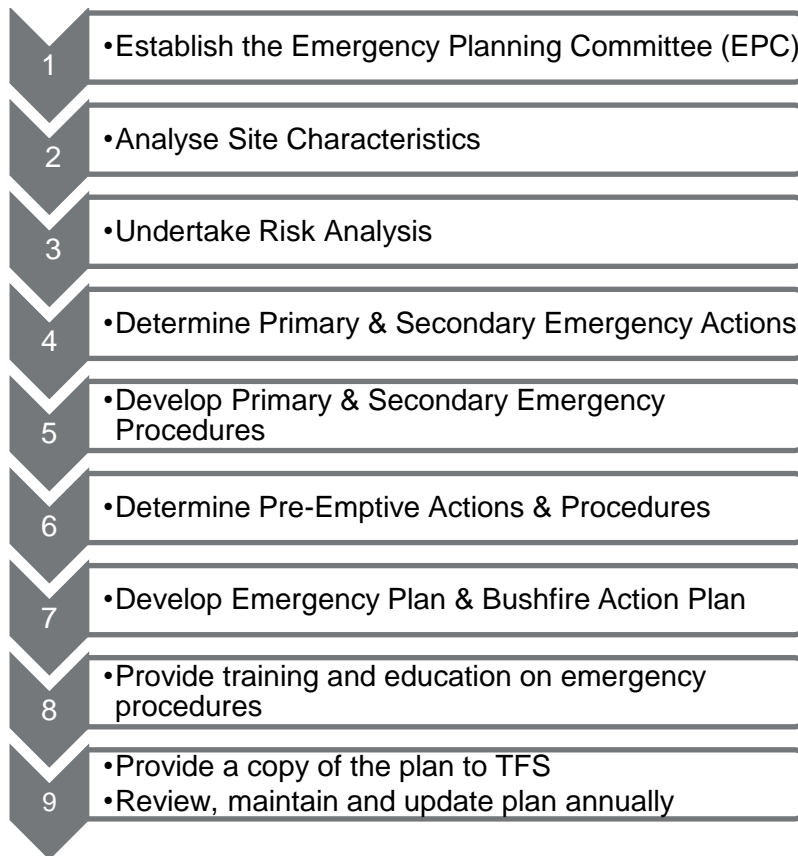 1
•Establish the Emergency Planning Committee (EPC)
2
•Analyse Site Characteristics
3
•Undertake Risk Analysis
4
•Determine Primary & Secondary Emergency Actions
5
•Develop Primary & Secondary Emergency
Procedures
6
•Determine Pre-Emptive Actions & Procedures
7
•Develop Emergency Plan & Bushfire Action Plan
8
•Provide training and education on emergency
procedures
9
•Provide a copy of the plan to TFS
•Review, maintain and update plan annually